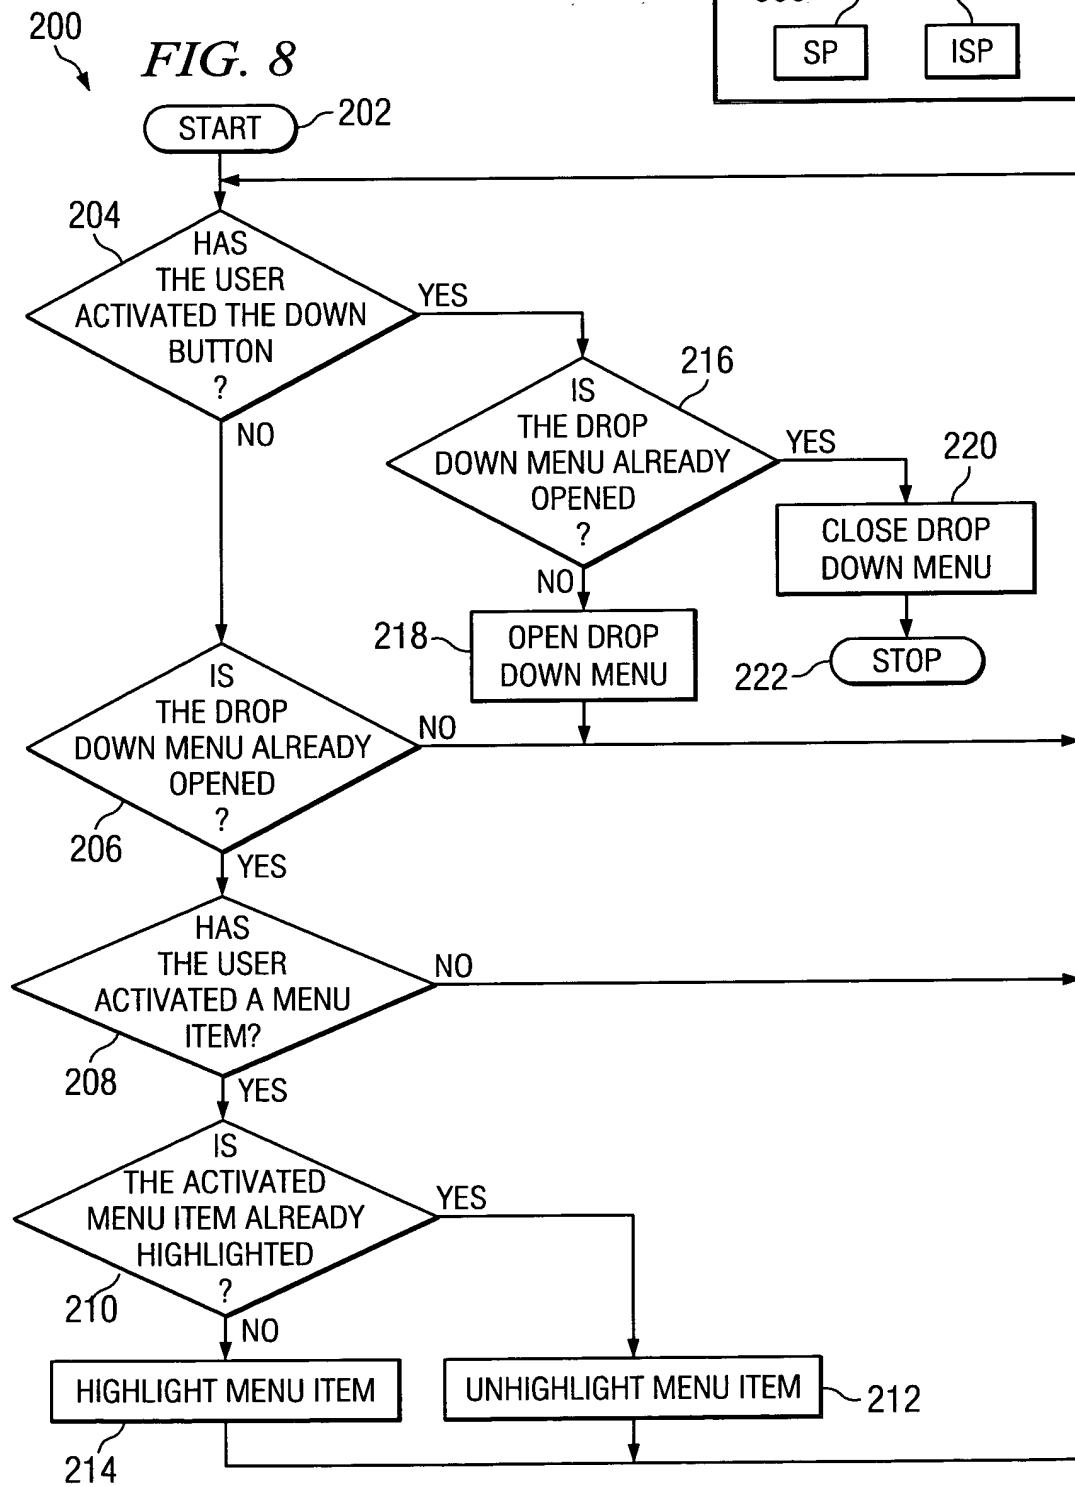 200
FIG. 8
SP
ISP
START
202
204
HAS
THE USER
ACTIVATED THE DOWN
BUTTON
?
YES
NO
216
IS
THE DROP
DOWN MENU ALREADY
OPENED
?
YES
NO
220
CLOSE DROP
DOWN MENU
218
OPEN DROP
DOWN MENU
222
STOP
IS
THE DROP
DOWN MENU ALREADY
OPENED
?
NO
206
YES
HAS
THE USER
ACTIVATED A MENU
ITEM?
NO
208
YES
IS
THE ACTIVATED
MENU ITEM ALREADY
HIGHLIGHTED
?
YES
210
NO
HIGHLIGHT MENU ITEM
UNHIGHLIGHT MENU ITEM
212
214